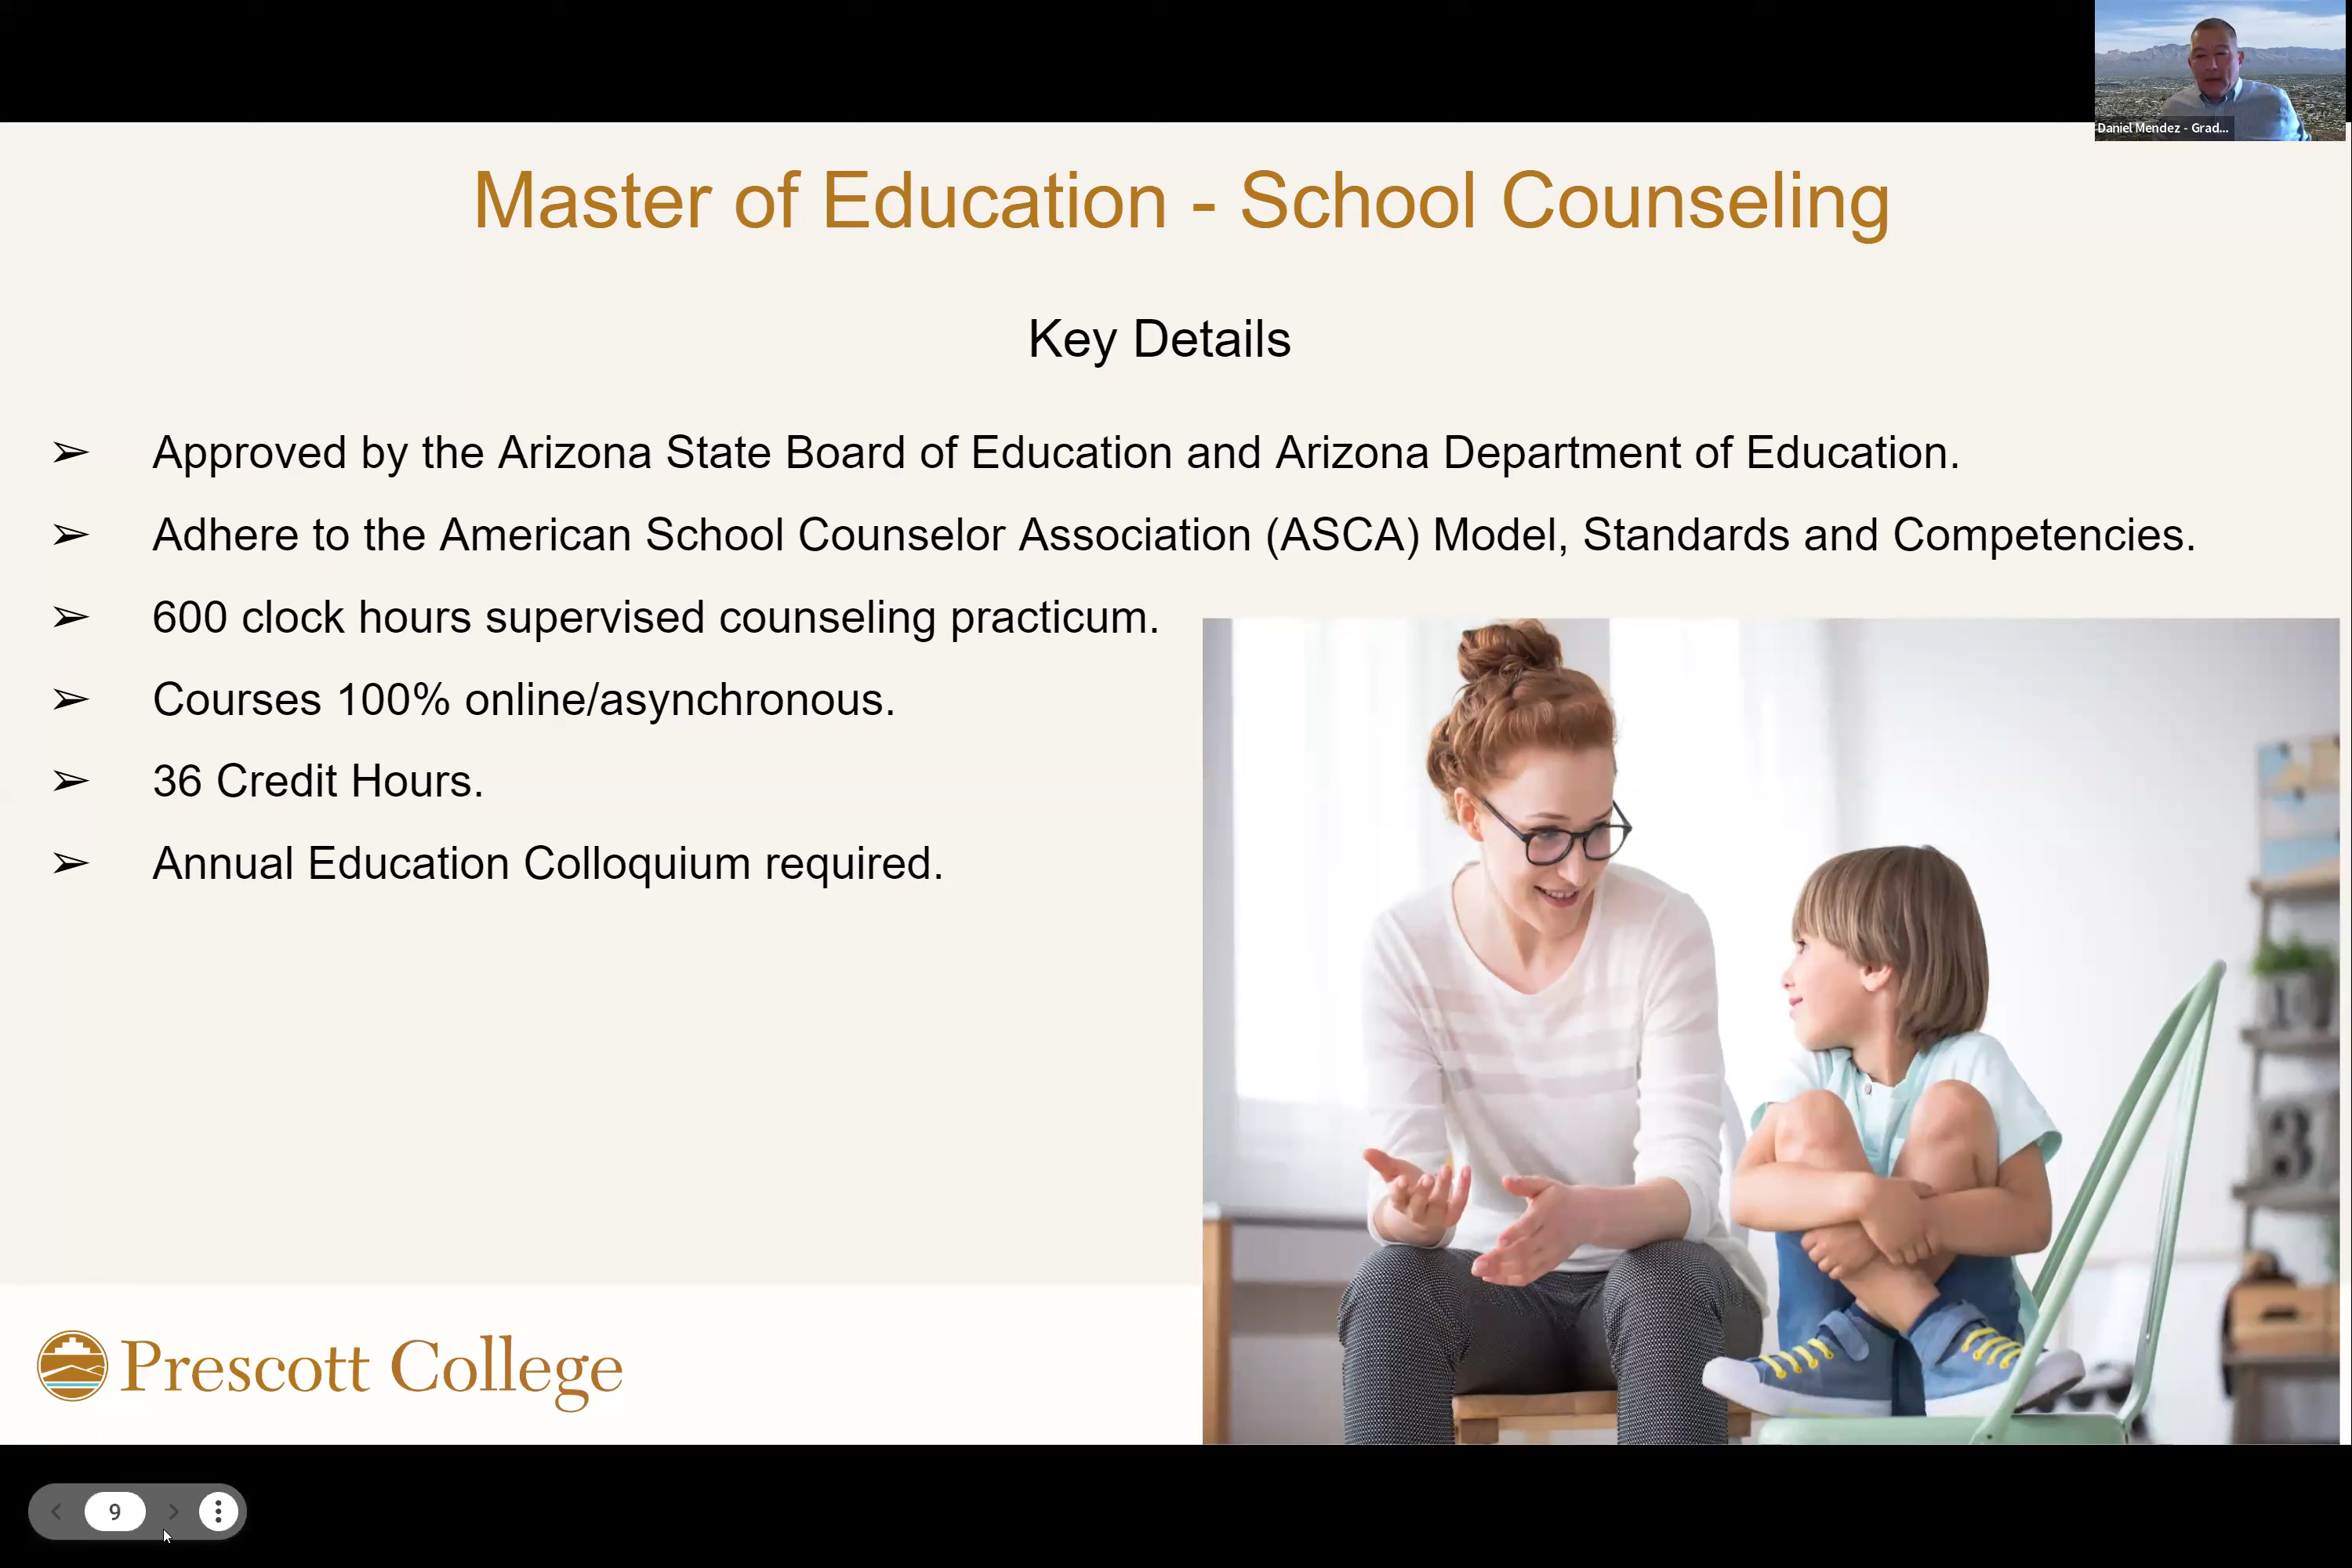 Daniel Mendez - Grad...
Master of Education - School Counseling
Key Details
➢ Approved by the Arizona State Board of Education and Arizona Department of Education.
➢ Adhere to the American School Counselor Association (ASCA) Model, Standards and Competencies.
➢ 600 clock hours supervised counseling practicum.
➢ Courses 100% online/asynchronous.
➢ 36 Credit Hours.
➢ Annual Education Colloquium required.
1
3
Prescott College
9